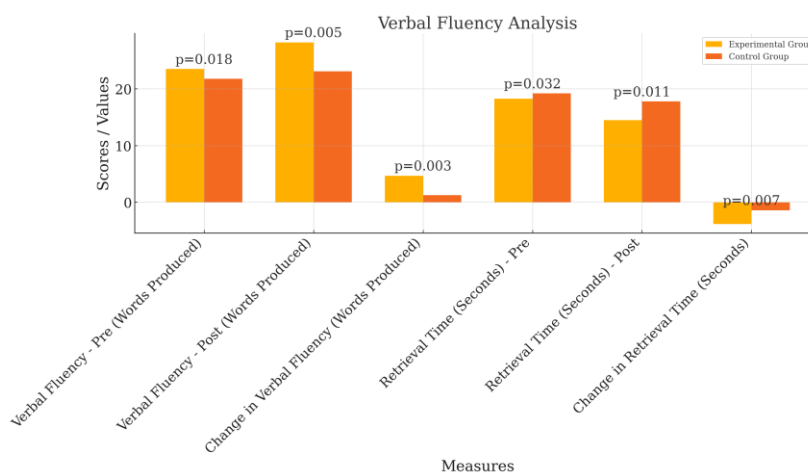 Verbal Fluency Analysis
Experimental Group
Control Group
p=0.018
p=0.005
p=0.003
p=0.032
p=0.011
p=0.007
Scores / Values
20
10
0
Verbal Fluency - Pre (Words Produced)
Verbal Fluency - Post (Words Produced)
Change in Verbal Fluency (Words Produced)
Retrieval Time (Seconds) - Pre
Retrieval Time (Seconds) - Post
Change in Retrieval Time (Seconds)
Measures